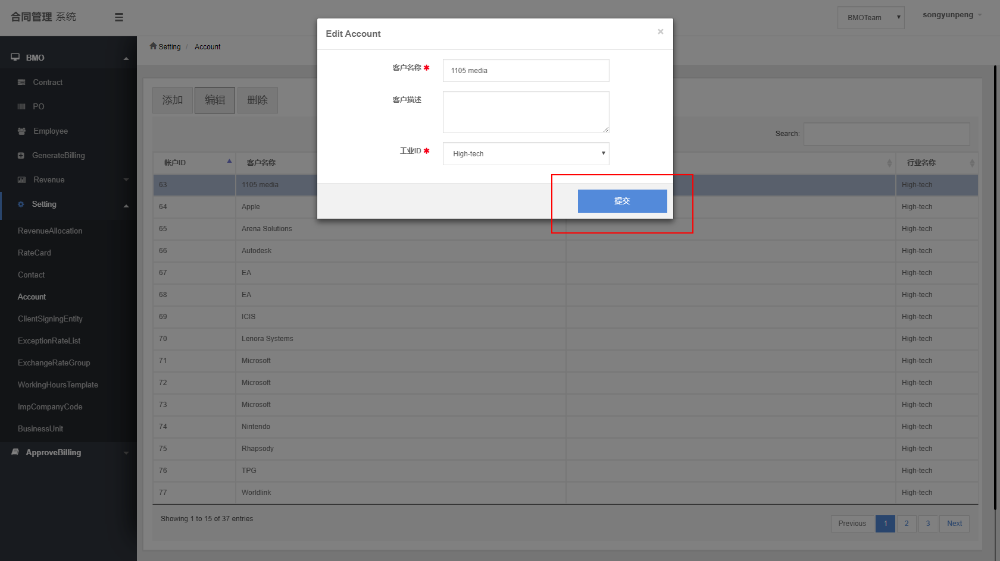 合同管理 系统
BMOTeam
songyunpeng
BMO
Contract
PO
Employee
GenerateBilling
Revenue
Setting
RevenueAllocation
RateCard
Contact
Account
ClientSigningEntity
ExceptionRateList
ExchangeRateGroup
WorkingHoursTemplate
ImpCompanyCode
BusinessUnit
ApproveBilling
Setting / Account
添加 编辑 删除
Search:
帐户ID 客户名称 行业名称
63 1105 media High-tech
64 Apple High-tech
65 Arena Solutions High-tech
66 Autodesk High-tech
67 EA High-tech
68 EA High-tech
69 ICIS High-tech
70 Lenora Systems High-tech
71 Microsoft High-tech
72 Microsoft High-tech
73 Microsoft High-tech
74 Nintendo High-tech
75 Rhapsody High-tech
76 TPG High-tech
77 Worldlink High-tech
Showing 1 to 15 of 37 entries
Previous 1 2 3 Next
Edit Account ×
客户名称 1105 media
客户描述
工业ID High-tech
提交